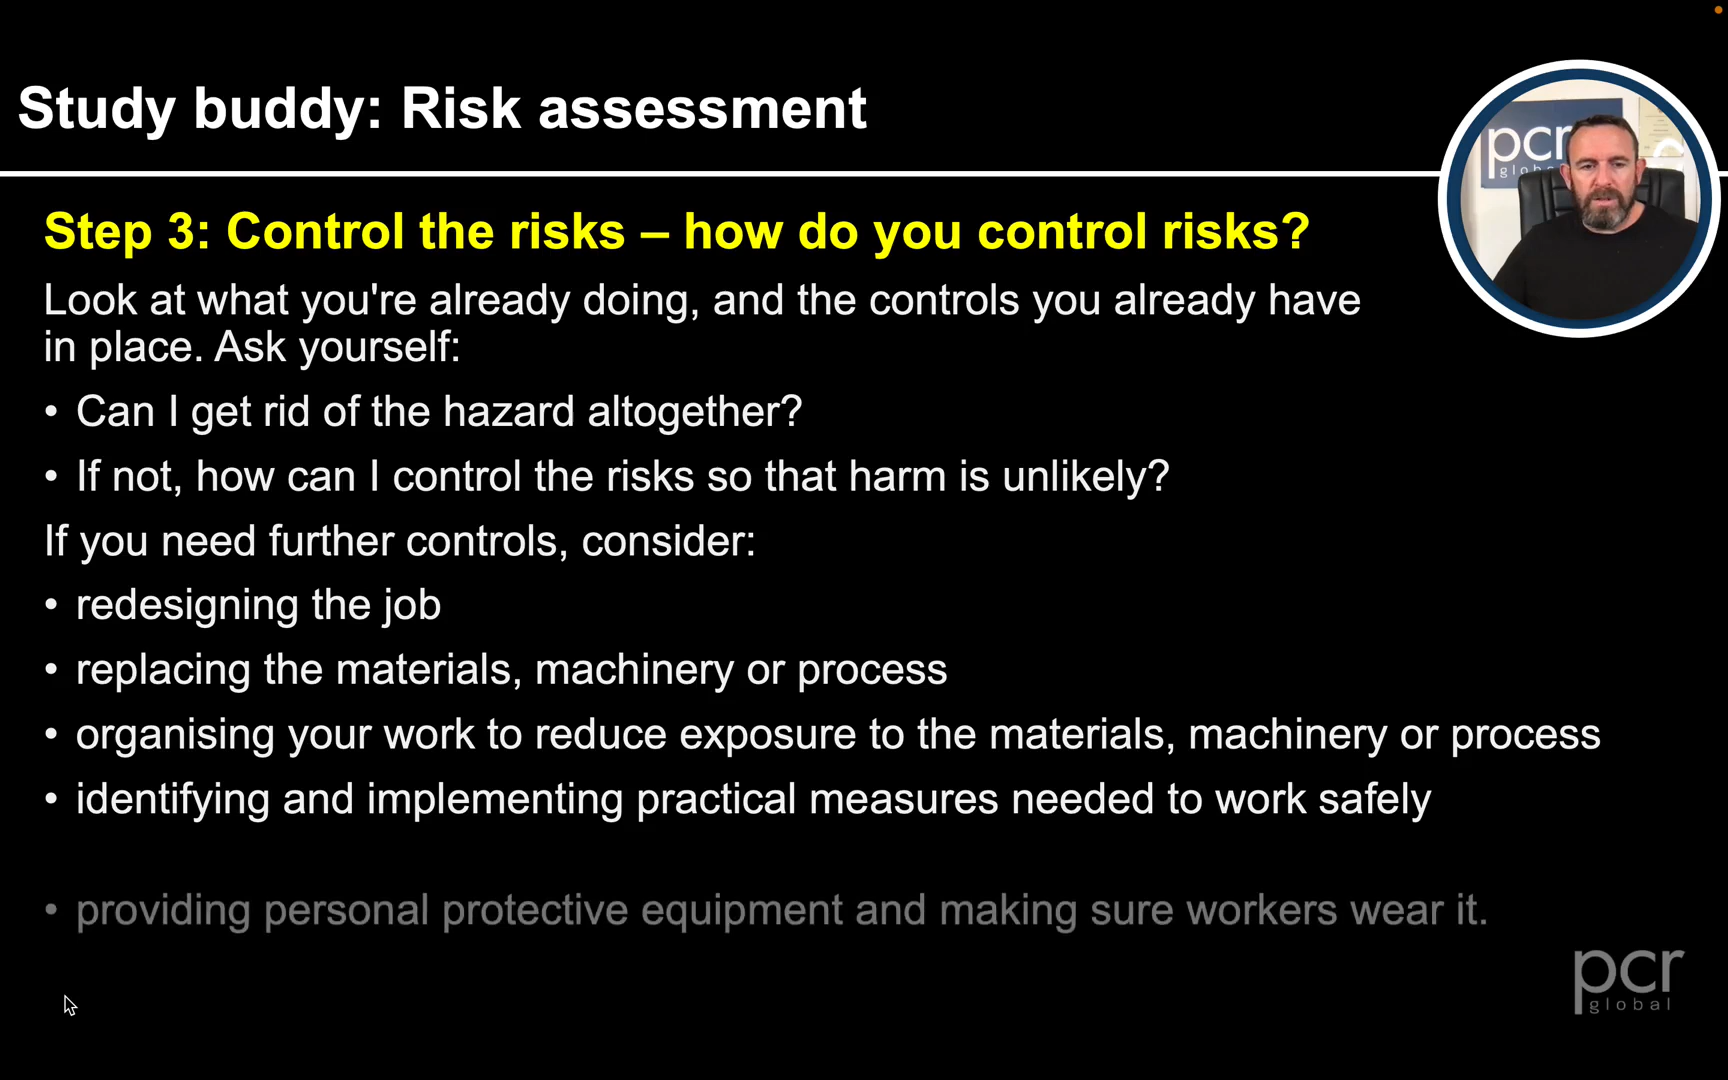 Study buddy: Risk assessment
pcr
global
Step 3: Control the risks – how do you control risks?
Look at what you're already doing, and the controls you already have
in place. Ask yourself:
• Can I get rid of the hazard altogether?
• If not, how can I control the risks so that harm is unlikely?
If you need further controls, consider:
• redesigning the job
• replacing the materials, machinery or process
• organising your work to reduce exposure to the materials, machinery or process
• identifying and implementing practical measures needed to work safely
• providing personal protective equipment and making sure workers wear it.
pcr
global